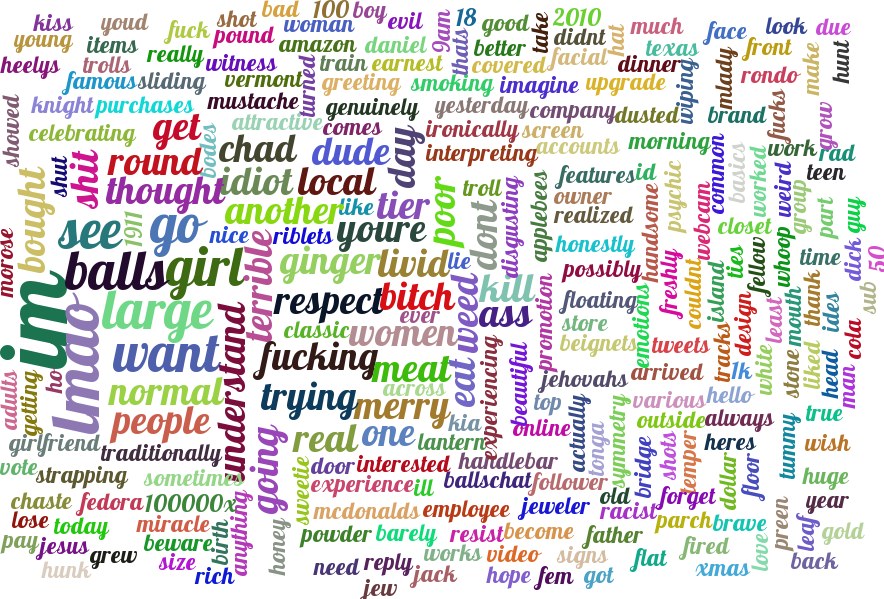 kiss youd fuck shot bad 100 boy evil 9am 18 good take 2010 hat much face look due
young items really pound woman amazon daniel thats better didnt facial texas front make hunt
heelys trolls witness turned train earnest covered dinner wiping mlady rondo
famous sliding vermont greeting smoking imagine upgrade
showed knight purchases mustache genuinely yesterday company dusted brand fucks grow
celebrating get bodes attractive comes day ironically screen accounts morning common basics work rad
shut shit round chad dude interpreting worked weird teen
bought thought idiot local tier poor troll disgusting applebees features id handsome psychic webcam group part guy
1911 another like dont owner closet
morose see go nice riblets youre realized ties fellow whoop time dick 50
balls girl terrible ginger livid lie honestly freshly couldnt island sub
im lmao large respect bitch weed kill possibly emotions design least mouth thank ides
understand classic ever ass promotion floating store tracks cola
want fucking women eat experiencing beautiful beignets tweets white stone liked head man
adults getting ho normal trying meat across jehovahs arrived 1k
people merry kia top actually various hello true
girlfriend going real one lantern online longa symmetry outside always tummy wish
traditionally door interested handlebar bridge shots temper heres
vote strapping sometimes sweetie experience ill ballschat follower dollar floor huge
chaste fedora 100000x anything honey mcdonalds employee jeweler old racist forget preen year
lose today miracle birth powder barely resist become father parch brave love leaf gold
pay jesus grew beware works video signs flat fired back
hunk size rich need reply jack hope fem got xmas
jew